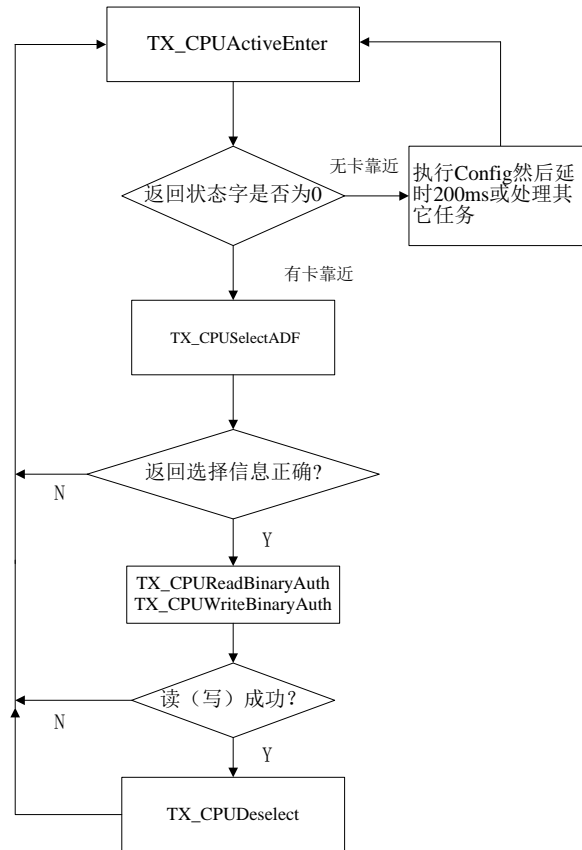 TX_CPUActiveEnter
返回状态字是否为0
无卡靠近
执行Config然后延
时200ms或处理其
它任务
有卡靠近
TX_CPUSelectADF
返回选择信息正确?
N
Y
TX_CPUReadBinaryAuth
TX_CPUWriteBinaryAuth
读（写）成功?
N
Y
TX_CPUDeselect